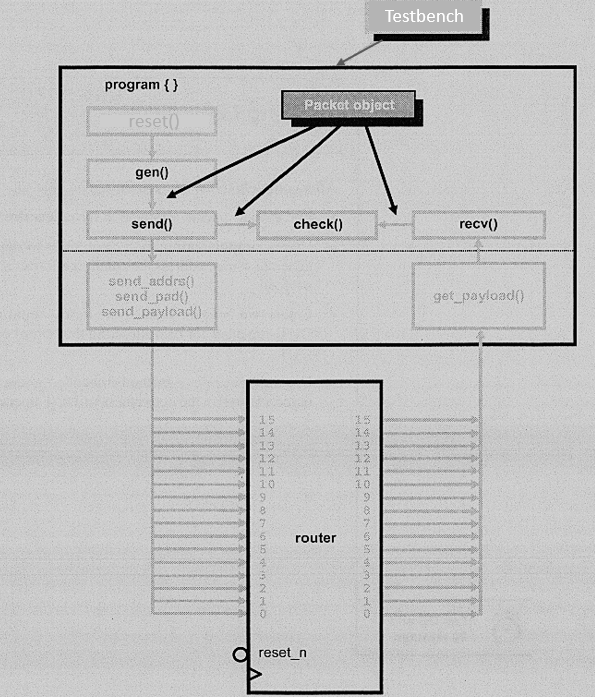 Testbench
program { }
Packet object
reset()
gen()
send()
check()
recv()
send_addrs()
send_pad()
send_payload()
get_payload()
15 15
14 14
13 13
12 12
11 11
10 10
9 9
8 8
7 7
6 6
router
5 5
4 4
3 3
2 2
1 1
0 0
reset_n